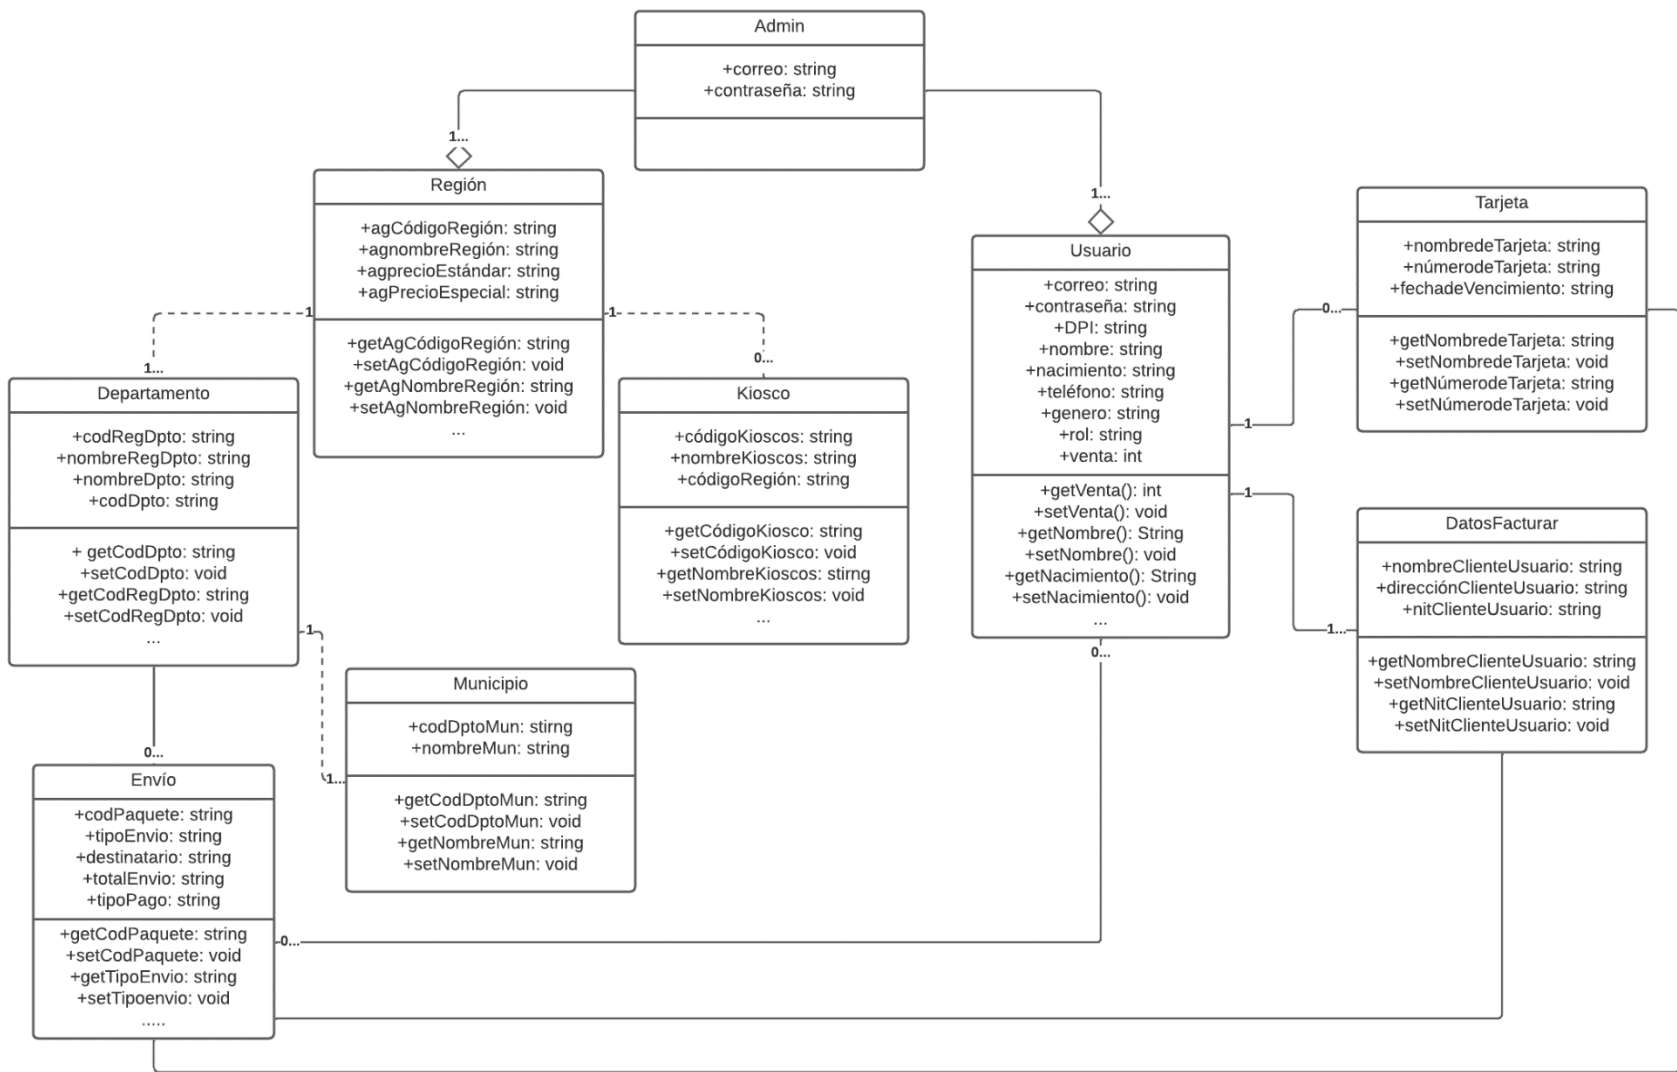 Admin
+correo: string
+contraseña: string
1...
1...
Región
+agCódigoRegión: string
+agnombreRegión: string
+agprecioEstándar: string
+agPrecioEspecial: string
+getAgCódigoRegión: string
+setAgCódigoRegión: void
+getAgNombreRegión: string
+setAgNombreRegión: void
...
1
1
1...
0...
Usuario
+correo: string
+contraseña: string
+DPI: string
+nombre: string
+nacimiento: string
+teléfono: string
+genero: string
+rol: string
+venta: int
+getVenta(): int
+setVenta(): void
+getNombre(): String
+setNombre(): void
+getNacimiento(): String
+setNacimiento(): void
...
1
1
0...
0...
Tarjeta
+nombredeTarjeta: string
+númerodeTarjeta: string
+fechadeVencimiento: string
+getNombredeTarjeta: string
+setNombredeTarjeta: void
+getNúmerodeTarjeta: string
+setNúmerodeTarjeta: void
Departamento
+codRegDpto: string
+nombreRegDpto: string
+nombreDpto: string
+codDpto: string
+ getCodDpto: string
+setCodDpto: void
+getCodRegDpto: string
+setCodRegDpto: void
...
1
1...
0...
Kiosco
+códigoKioscos: string
+nombreKioscos: string
+códigoRegión: string
+getCódigoKiosco: string
+setCódigoKiosco: void
+getNombreKioscos: stirng
+setNombreKioscos: void
...
DatosFacturar
+nombreClienteUsuario: string
+direcciónClienteUsuario: string
+nitClienteUsuario: string
+getNombreClienteUsuario: string
+setNombreClienteUsuario: void
+getNitClienteUsuario: string
+setNitClienteUsuario: void
1...
Municipio
+codDptoMun: stirng
+nombreMun: string
+getCodDptoMun: string
+setCodDptoMun: void
+getNombreMun: string
+setNombreMun: void
Envío
+codPaquete: string
+tipoEnvio: string
+destinatario: string
+totalEnvio: string
+tipoPago: string
+getCodPaquete: string
+setCodPaquete: void
+getTipoEnvio: string
+setTipoenvio: void
.....
0...